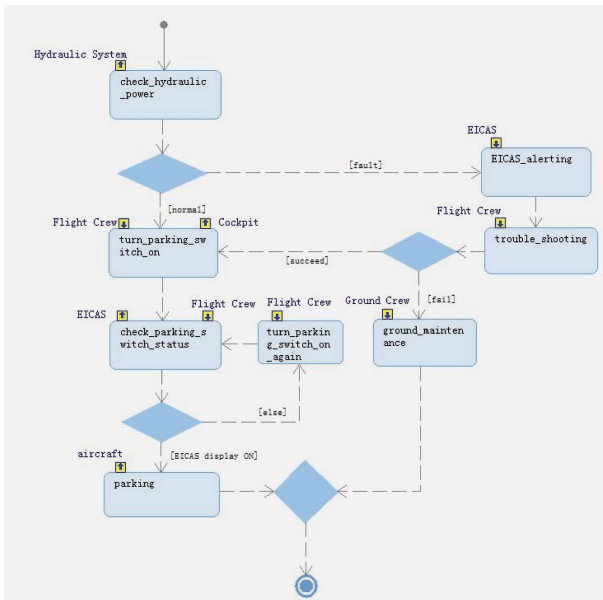 Hydraulic System
check_hydraulic
_power
EICAS
[fault]
EICAS_alerting
[normal]
Flight Crew
Cockpit
Flight Crew
turn_parking_sw
itch_on
trouble_shooting
[succeed]
EICAS
Flight Crew
Flight Crew
Ground Crew
[fail]
check_parking_s
witch_status
turn_parkin
g_switch_on
_again
ground_mainten
ance
[else]
aircraft
[EICAS display ON]
parking